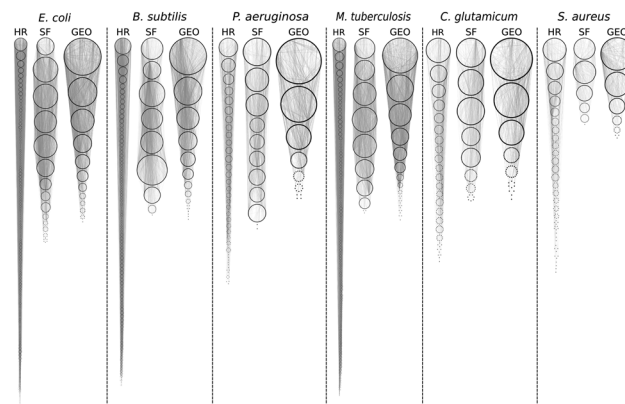 E. coli B. subtilis P. aeruginosa M. tuberculosis C. glutamicum S. aureus
HR SF GEO HR SF GEO HR SF GEO HR SF GEO HR SF GEO HR SF GEO